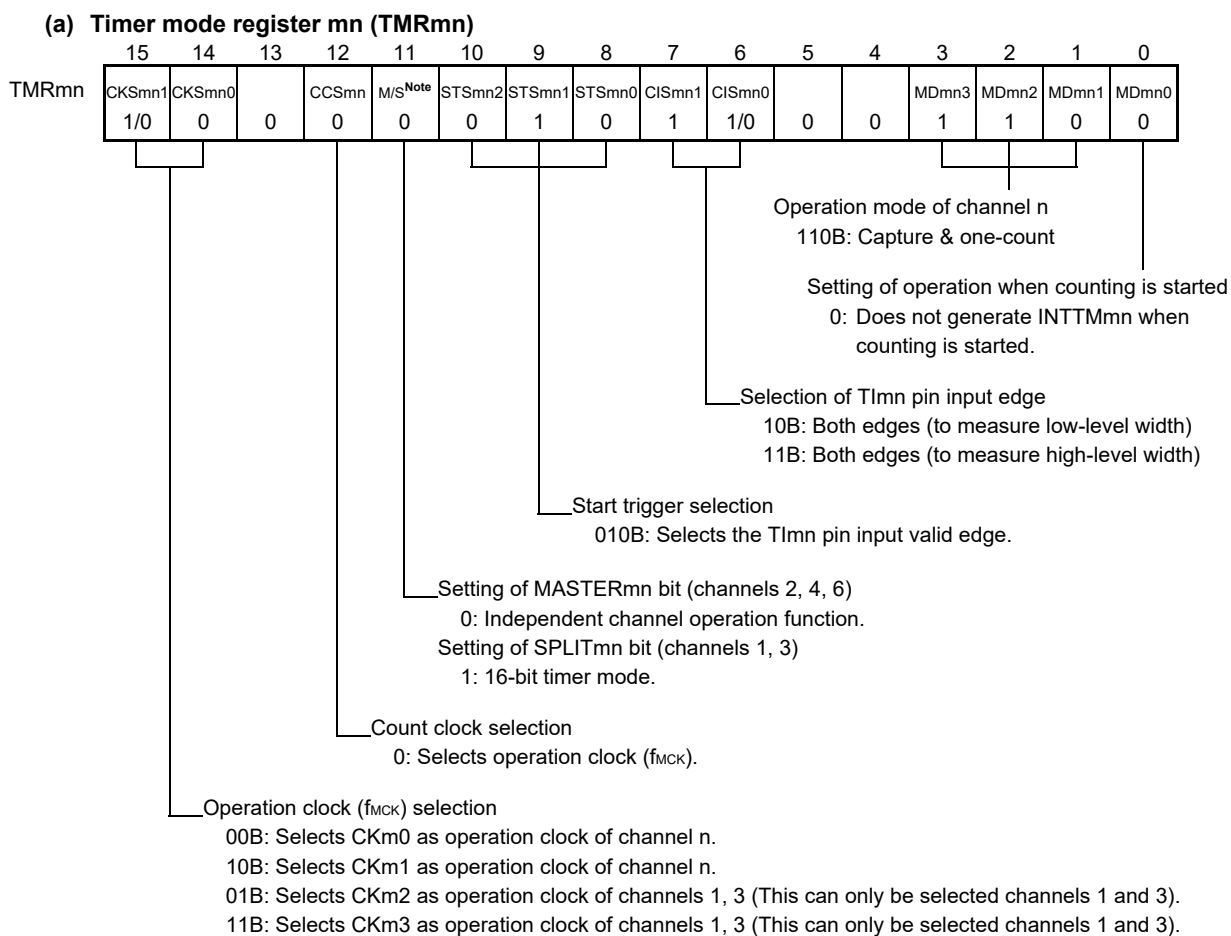 (a) Timer mode register mn (TMRmn)
15 14 13 12 11 10 9 8 7 6 5 4 3 2 1 0
TMRmn CKSmn1 CKSmn0 CCSmn M/SNote STSmn2 STSmn1 STSmn0 CISmn1 CISmn0 MDmn3 MDmn2 MDmn1 MDmn0
1/0 0 0 0 0 0 1 0 1 1/0 0 0 1 1 0 0
Operation mode of channel n
110B: Capture & one-count
Setting of operation when counting is started
0: Does not generate INTTMmn when
counting is started.
Selection of TImn pin input edge
10B: Both edges (to measure low-level width)
11B: Both edges (to measure high-level width)
Start trigger selection
010B: Selects the TImn pin input valid edge.
Setting of MASTERmn bit (channels 2, 4, 6)
0: Independent channel operation function.
Setting of SPLITmn bit (channels 1, 3)
1: 16-bit timer mode.
Count clock selection
0: Selects operation clock (fMCK).
Operation clock (fMCK) selection
00B: Selects CKm0 as operation clock of channel n.
10B: Selects CKm1 as operation clock of channel n.
01B: Selects CKm2 as operation clock of channels 1, 3 (This can only be selected channels 1 and 3).
11B: Selects CKm3 as operation clock of channels 1, 3 (This can only be selected channels 1 and 3).